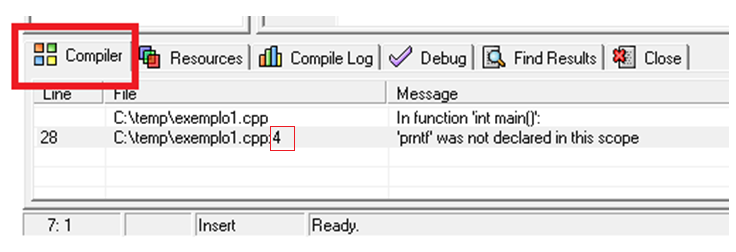 Compiler Resources Compile Log Debug Find Results Close
Line File Message
C:\temp\exemplo1.cpp In function 'int main()':
28 C:\temp\exemplo1.cpp:4 'prntf' was not declared in this scope
7: 1 Insert Ready.